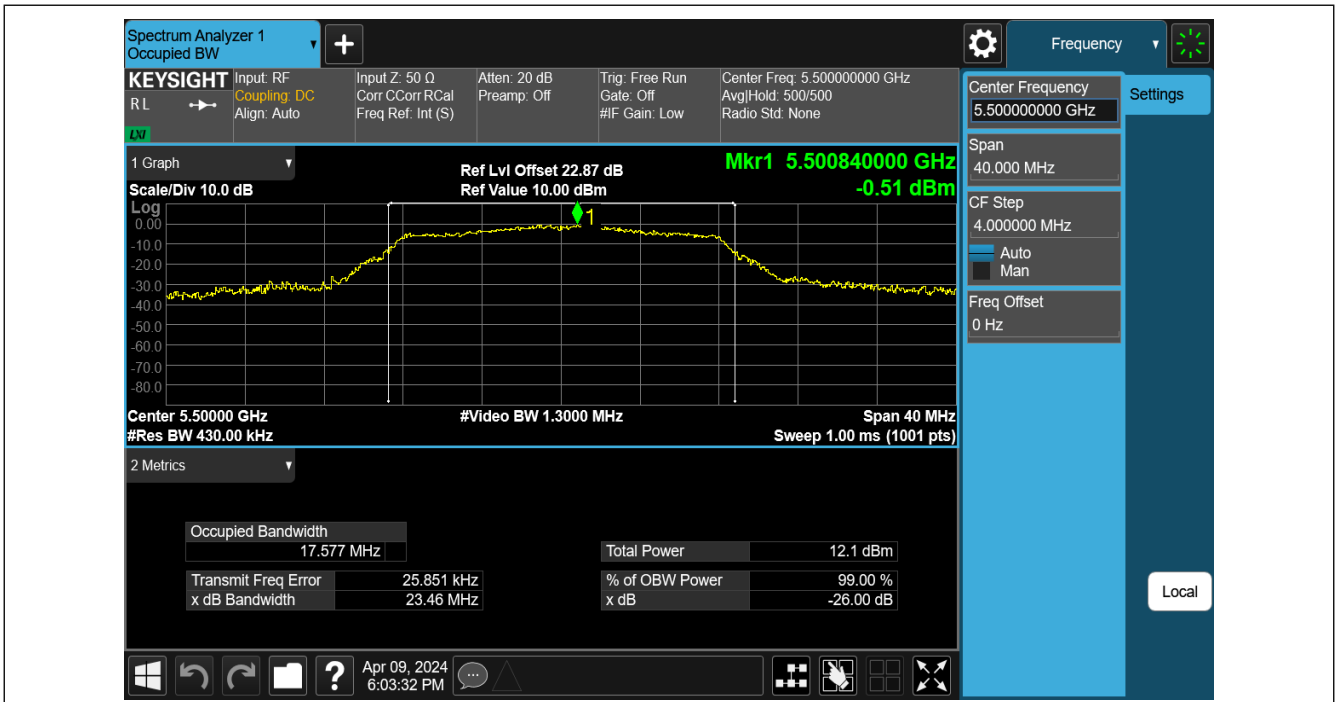 Spectrum Analyzer 1
Occupied BW
+
Frequency
KEYSIGHT
RL
LXI
Input: RF
Coupling: DC
Align: Auto
Input Z: 50 Ω
Corr CCorr RCal
Freq Ref: Int (S)
Atten: 20 dB
Preamp: Off
Trig: Free Run
Gate: Off
#IF Gain: Low
Center Freq: 5.500000000 GHz
Avg|Hold: 500/500
Radio Std: None
Center Frequency
5.500000000 GHz
Settings
Span
40.000 MHz
CF Step
4.000000 MHz
Auto
Man
Freq Offset
0 Hz
1 Graph
Ref Lvl Offset 22.87 dB
Mkr1 5.500840000 GHz
Scale/Div 10.0 dB
Ref Value 10.00 dBm
-0.51 dBm
Log
1
0.00
-10.0
-20.0
-30.0
-40.0
-50.0
-60.0
-70.0
-80.0
Center 5.50000 GHz
#Video BW 1.3000 MHz
Span 40 MHz
#Res BW 430.00 kHz
Sweep 1.00 ms (1001 pts)
2 Metrics
Occupied Bandwidth
17.577 MHz
Total Power 12.1 dBm
Transmit Freq Error 25.851 kHz
% of OBW Power 99.00 %
x dB Bandwidth 23.46 MHz
x dB -26.00 dB
Local
?
Apr 09, 2024
6:03:32 PM